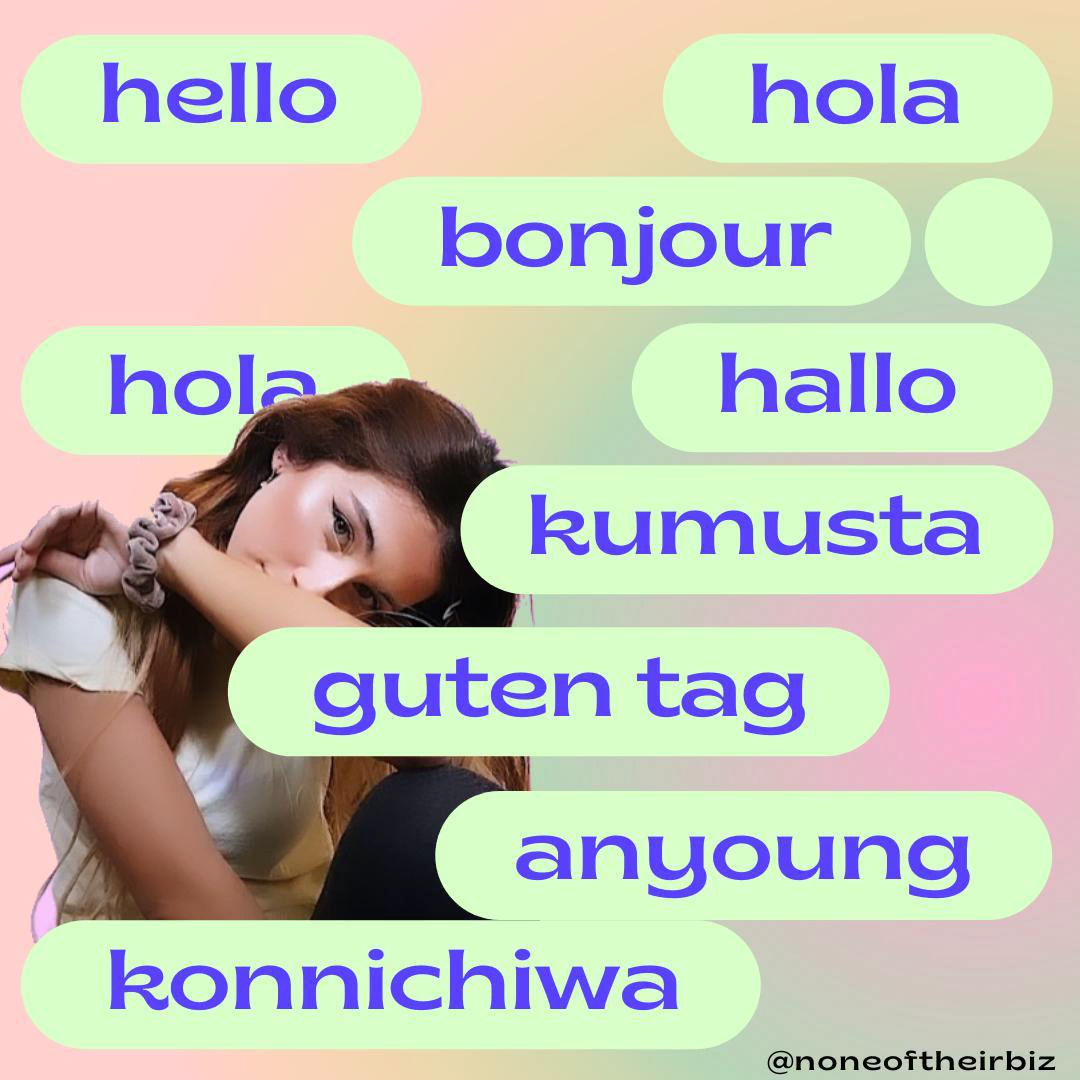 hello
hola
bonjour
hola
hallo
kumusta
guten tag
anyoung
konnichiwa
@noneoftheirbiz